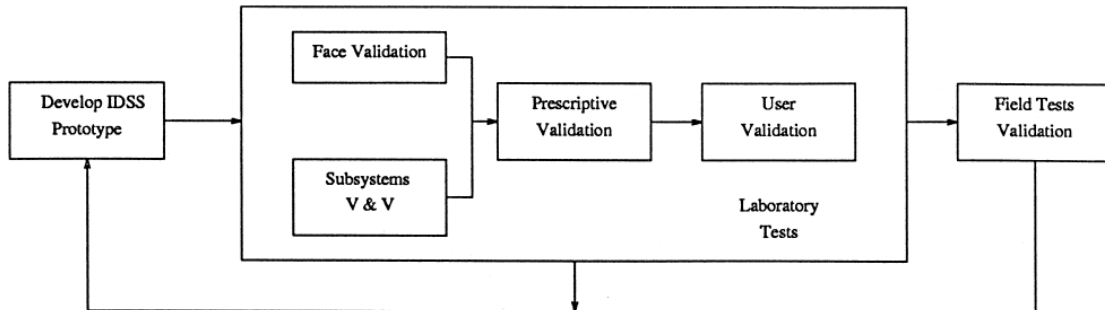 Develop IDSS
Prototype
Face Validation
Subsystems
V & V
Prescriptive
Validation
User
Validation
Laboratory
Tests
Field Tests
Validation